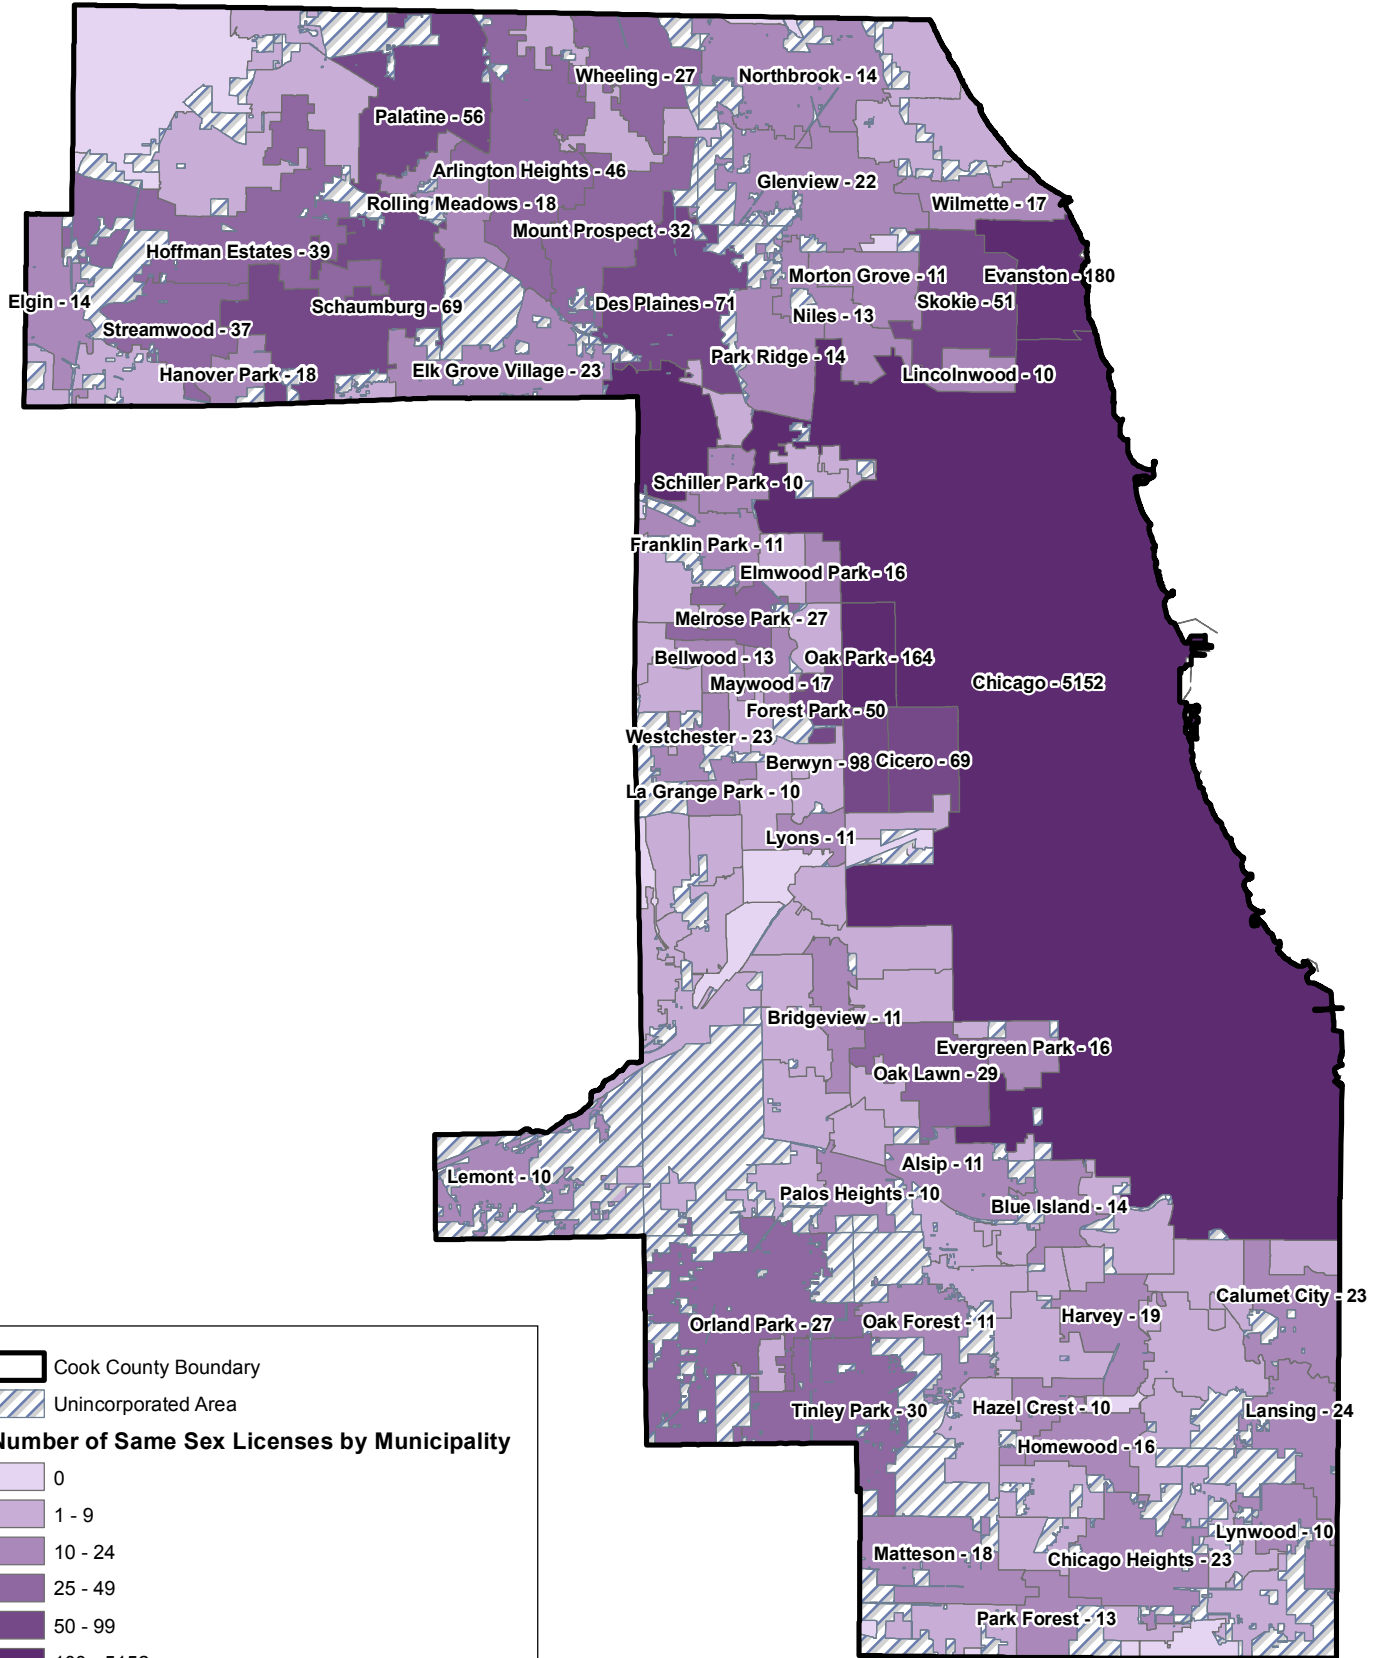 Wheeling - 27
Northbrook - 14
Palatine - 56
Arlington Heights - 46
Glenview - 22
Rolling Meadows - 18
Wilmette - 17
Mount Prospect - 32
Hoffman Estates - 39
Morton Grove - 11
Evanston - 180
Elgin - 14
Schaumburg - 69
Des Plaines - 71
Skokie - 51
Niles - 13
Streamwood - 37
Park Ridge - 14
Hanover Park - 18
Elk Grove Village - 23
Lincolnwood - 10
Schiller Park - 10
Franklin Park - 11
Elmwood Park - 16
Melrose Park - 27
Bellwood - 13
Oak Park - 164
Maywood - 17
Chicago - 5152
Forest Park - 50
Westchester - 23
Berwyn - 98
Cicero - 69
La Grange Park - 10
Lyons - 11
Bridgeview - 11
Evergreen Park - 16
Oak Lawn - 29
Alsip - 11
Lemont - 10
Palos Heights - 10
Blue Island - 14
Calumet City - 23
Orland Park - 27
Oak Forest - 11
Harvey - 19
Tinley Park - 30
Hazel Crest - 10
Lansing - 24
Homewood - 16
Lynwood - 10
Matteson - 18
Chicago Heights - 23
Park Forest - 13
Cook County Boundary
Unincorporated Area
Number of Same Sex Licenses by Municipality
0
1 - 9
10 - 24
25 - 49
50 - 99